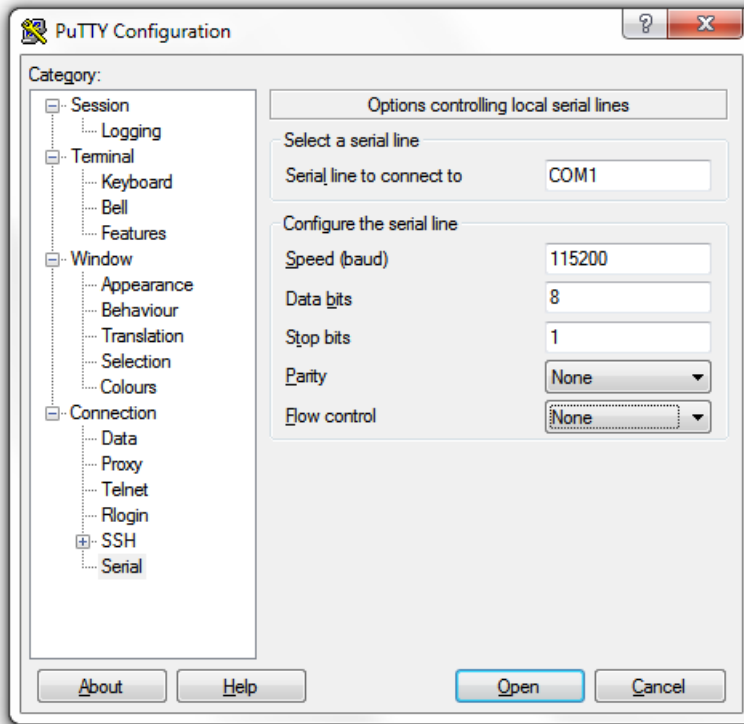 PuTTY Configuration
Category:
Session
Logging
Terminal
Keyboard
Bell
Features
Window
Appearance
Behaviour
Translation
Selection
Colours
Connection
Data
Proxy
Telnet
Rlogin
SSH
Serial
Options controlling local serial lines
Select a serial line
Serial line to connect to COM1
Configure the serial line
Speed (baud) 115200
Data bits 8
Stop bits 1
Parity None
Flow control None
About Help Open Cancel